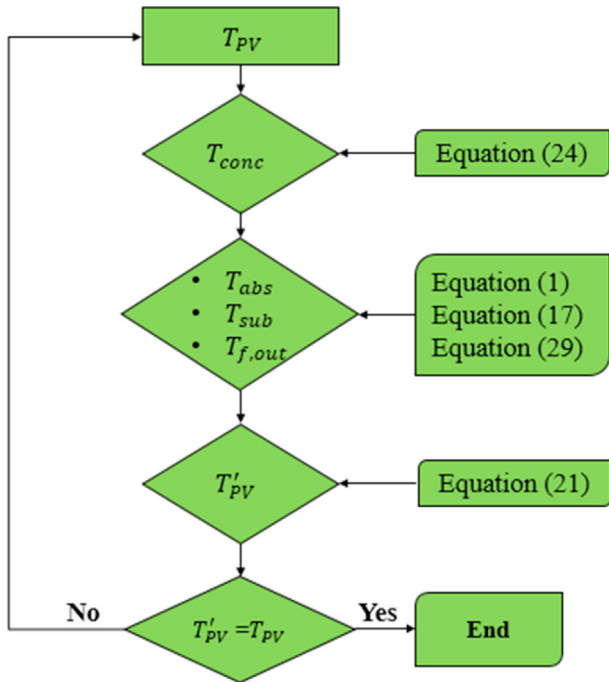 T_PV
T_conc
Equation (24)
• T_abs
• T_sub
• T_f,out
Equation (1)
Equation (17)
Equation (29)
T′_PV
Equation (21)
No
T′_PV =T_PV
Yes
End